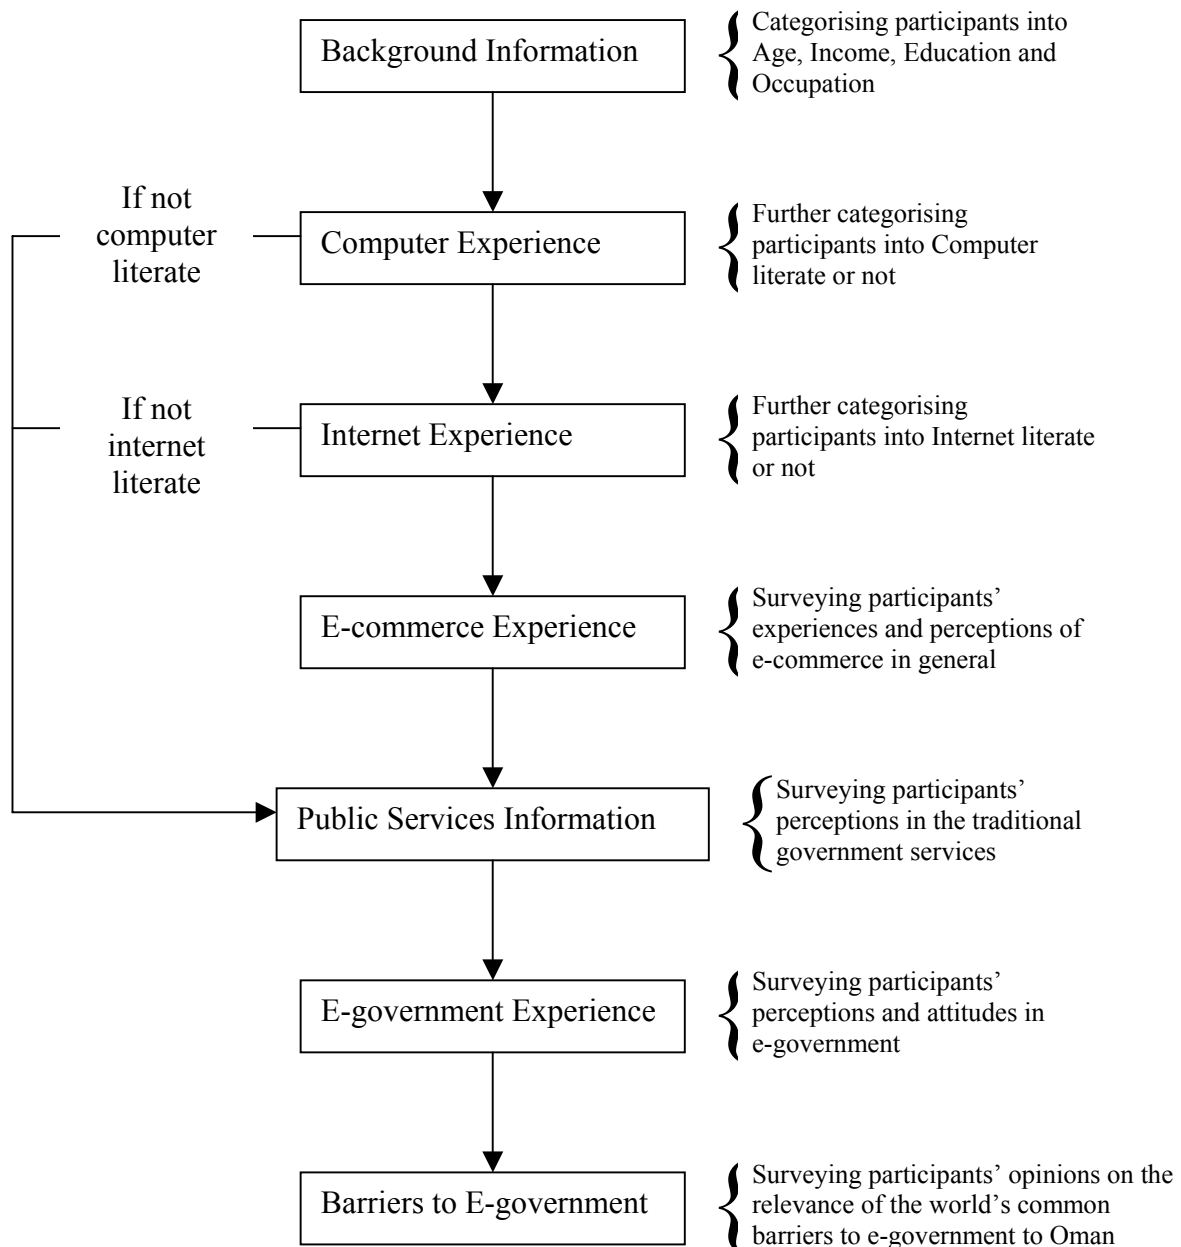 Background Information
Categorising participants into
Age, Income, Education and
Occupation
If not
computer
literate
Computer Experience
Further categorising
participants into Computer
literate or not
If not
internet
literate
Internet Experience
Further categorising
participants into Internet literate
or not
E-commerce Experience
Surveying participants’
experiences and perceptions of
e-commerce in general
Public Services Information
Surveying participants’
perceptions in the traditional
government services
E-government Experience
Surveying participants’
perceptions and attitudes in
e-government
Barriers to E-government
Surveying participants’ opinions on the
relevance of the world’s common
barriers to e-government to Oman